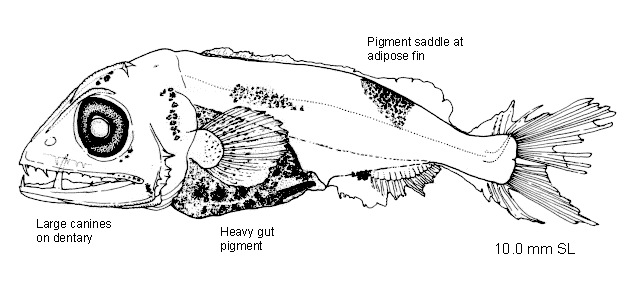 Pigment saddle at
adipose fin
Large canines
on dentary
Heavy gut
pigment
10.0 mm SL